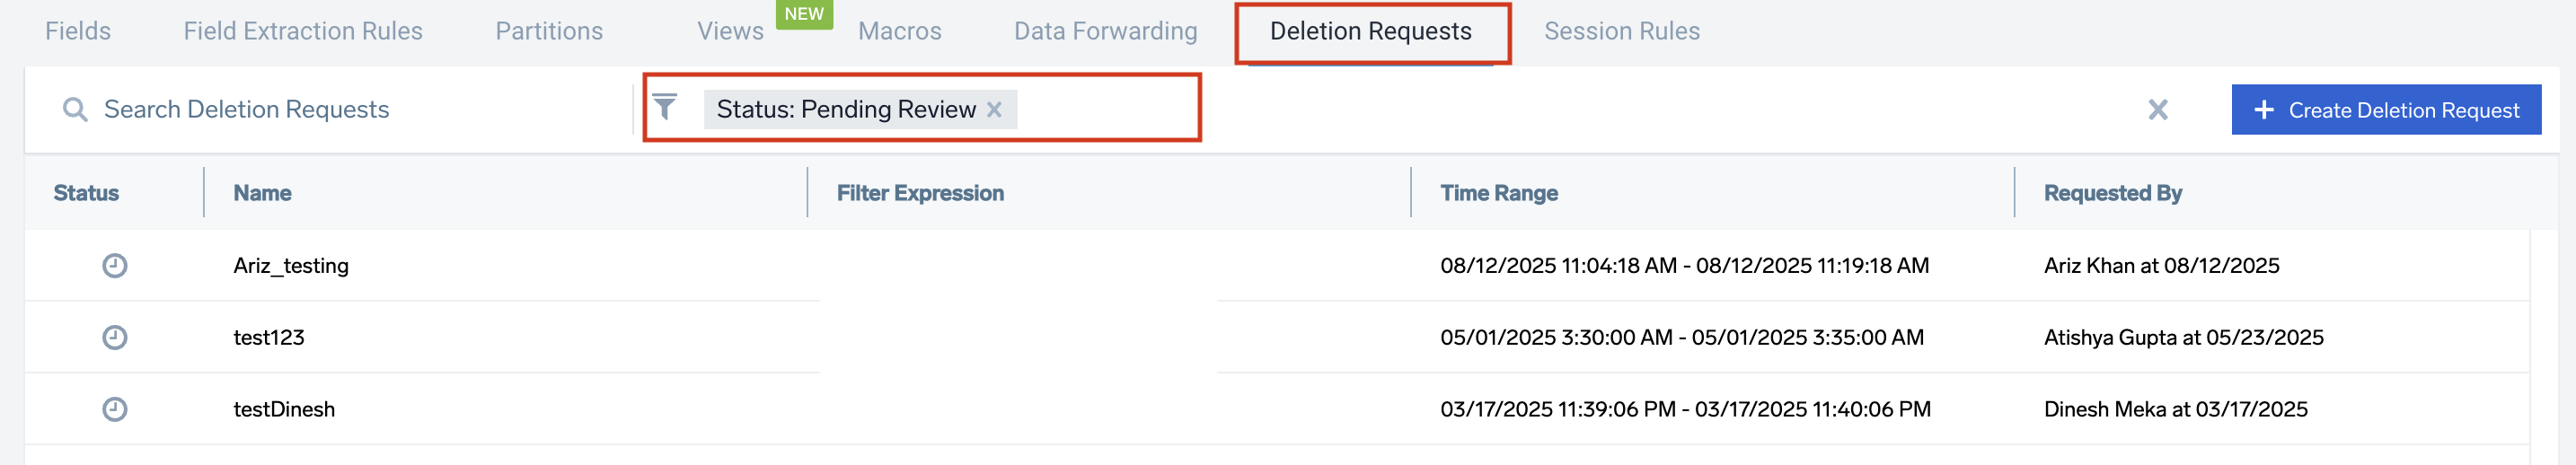 Fields Field Extraction Rules Partitions Views NEW Macros Data Forwarding Deletion Requests Session Rules
Search Deletion Requests Status: Pending Review Create Deletion Request
Status Name Filter Expression Time Range Requested By
Ariz_testing 08/12/2025 11:04:18 AM - 08/12/2025 11:19:18 AM Ariz Khan at 08/12/2025
test123 05/01/2025 3:30:00 AM - 05/01/2025 3:35:00 AM Atishya Gupta at 05/23/2025
testDinesh 03/17/2025 11:39:06 PM - 03/17/2025 11:40:06 PM Dinesh Meka at 03/17/2025